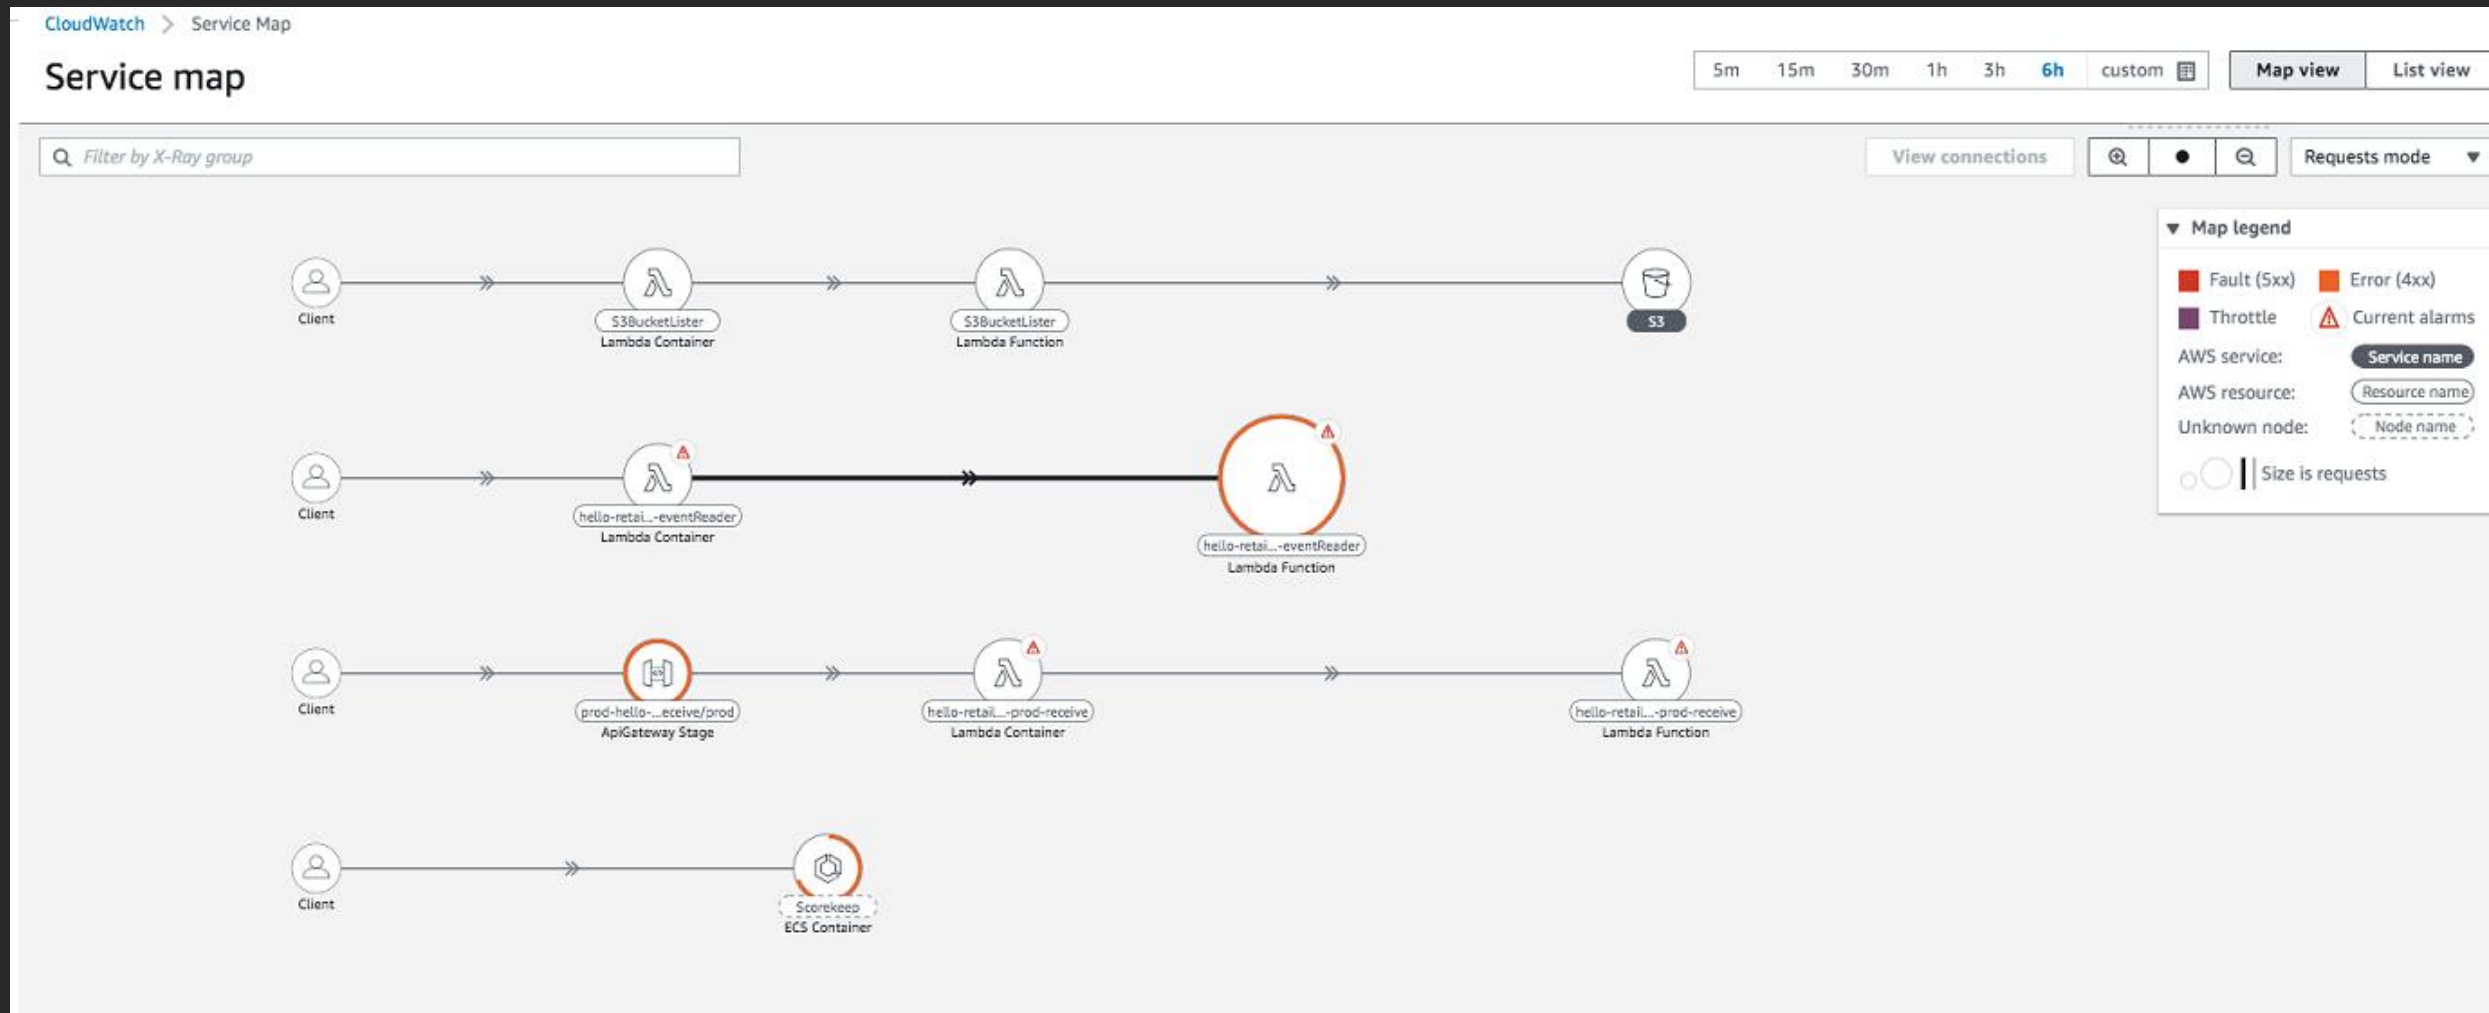 CloudWatch > Service Map
Service map
5m 15m 30m 1h 3h 6h custom
Map view List view
Filter by X-Ray group
View connections
Requests mode
Map legend
Fault (5xx) Error (4xx)
Throttle Current alarms
AWS service: Service name
AWS resource: Resource name
Unknown node: Node name
Size is requests
Client
S3BucketLister
Lambda Container
S3BucketLister
Lambda Function
S3
Client
hello-retai...-eventReader
Lambda Container
hello-retai...-eventReader
Lambda Function
Client
prod-hello-...eceive/prod
ApiGateway Stage
hello-retail...-prod-receive
Lambda Container
hello-retail...-prod-receive
Lambda Function
Client
Scorekeep
ECS Container